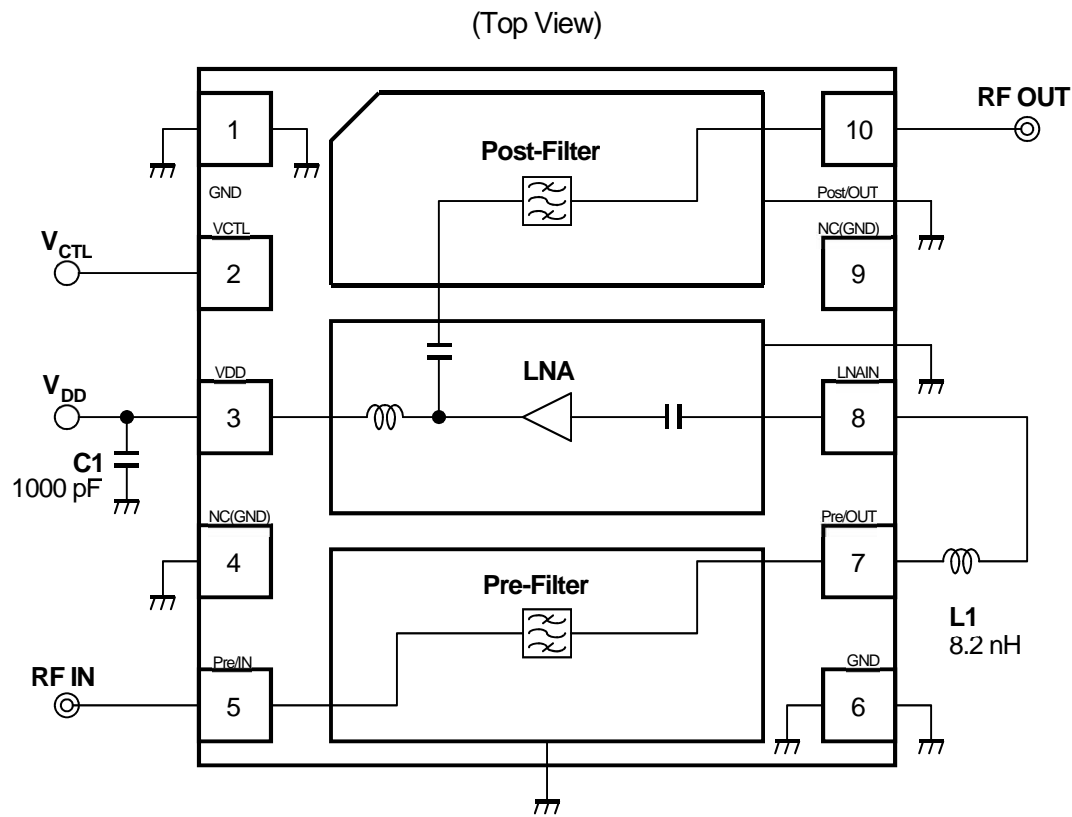 (Top View)
RF OUT
1
10
Post-Filter
GND
Post/OUT
VCTL
NC(GND)
VCTL
2
9
VDD
VDD
LNA
LNAIN
3
8
C1
1000 pF
NC(GND)
Pre/OUT
4
7
Pre-Filter
L1
8.2 nH
Pre/IN
GND
RF IN
5
6